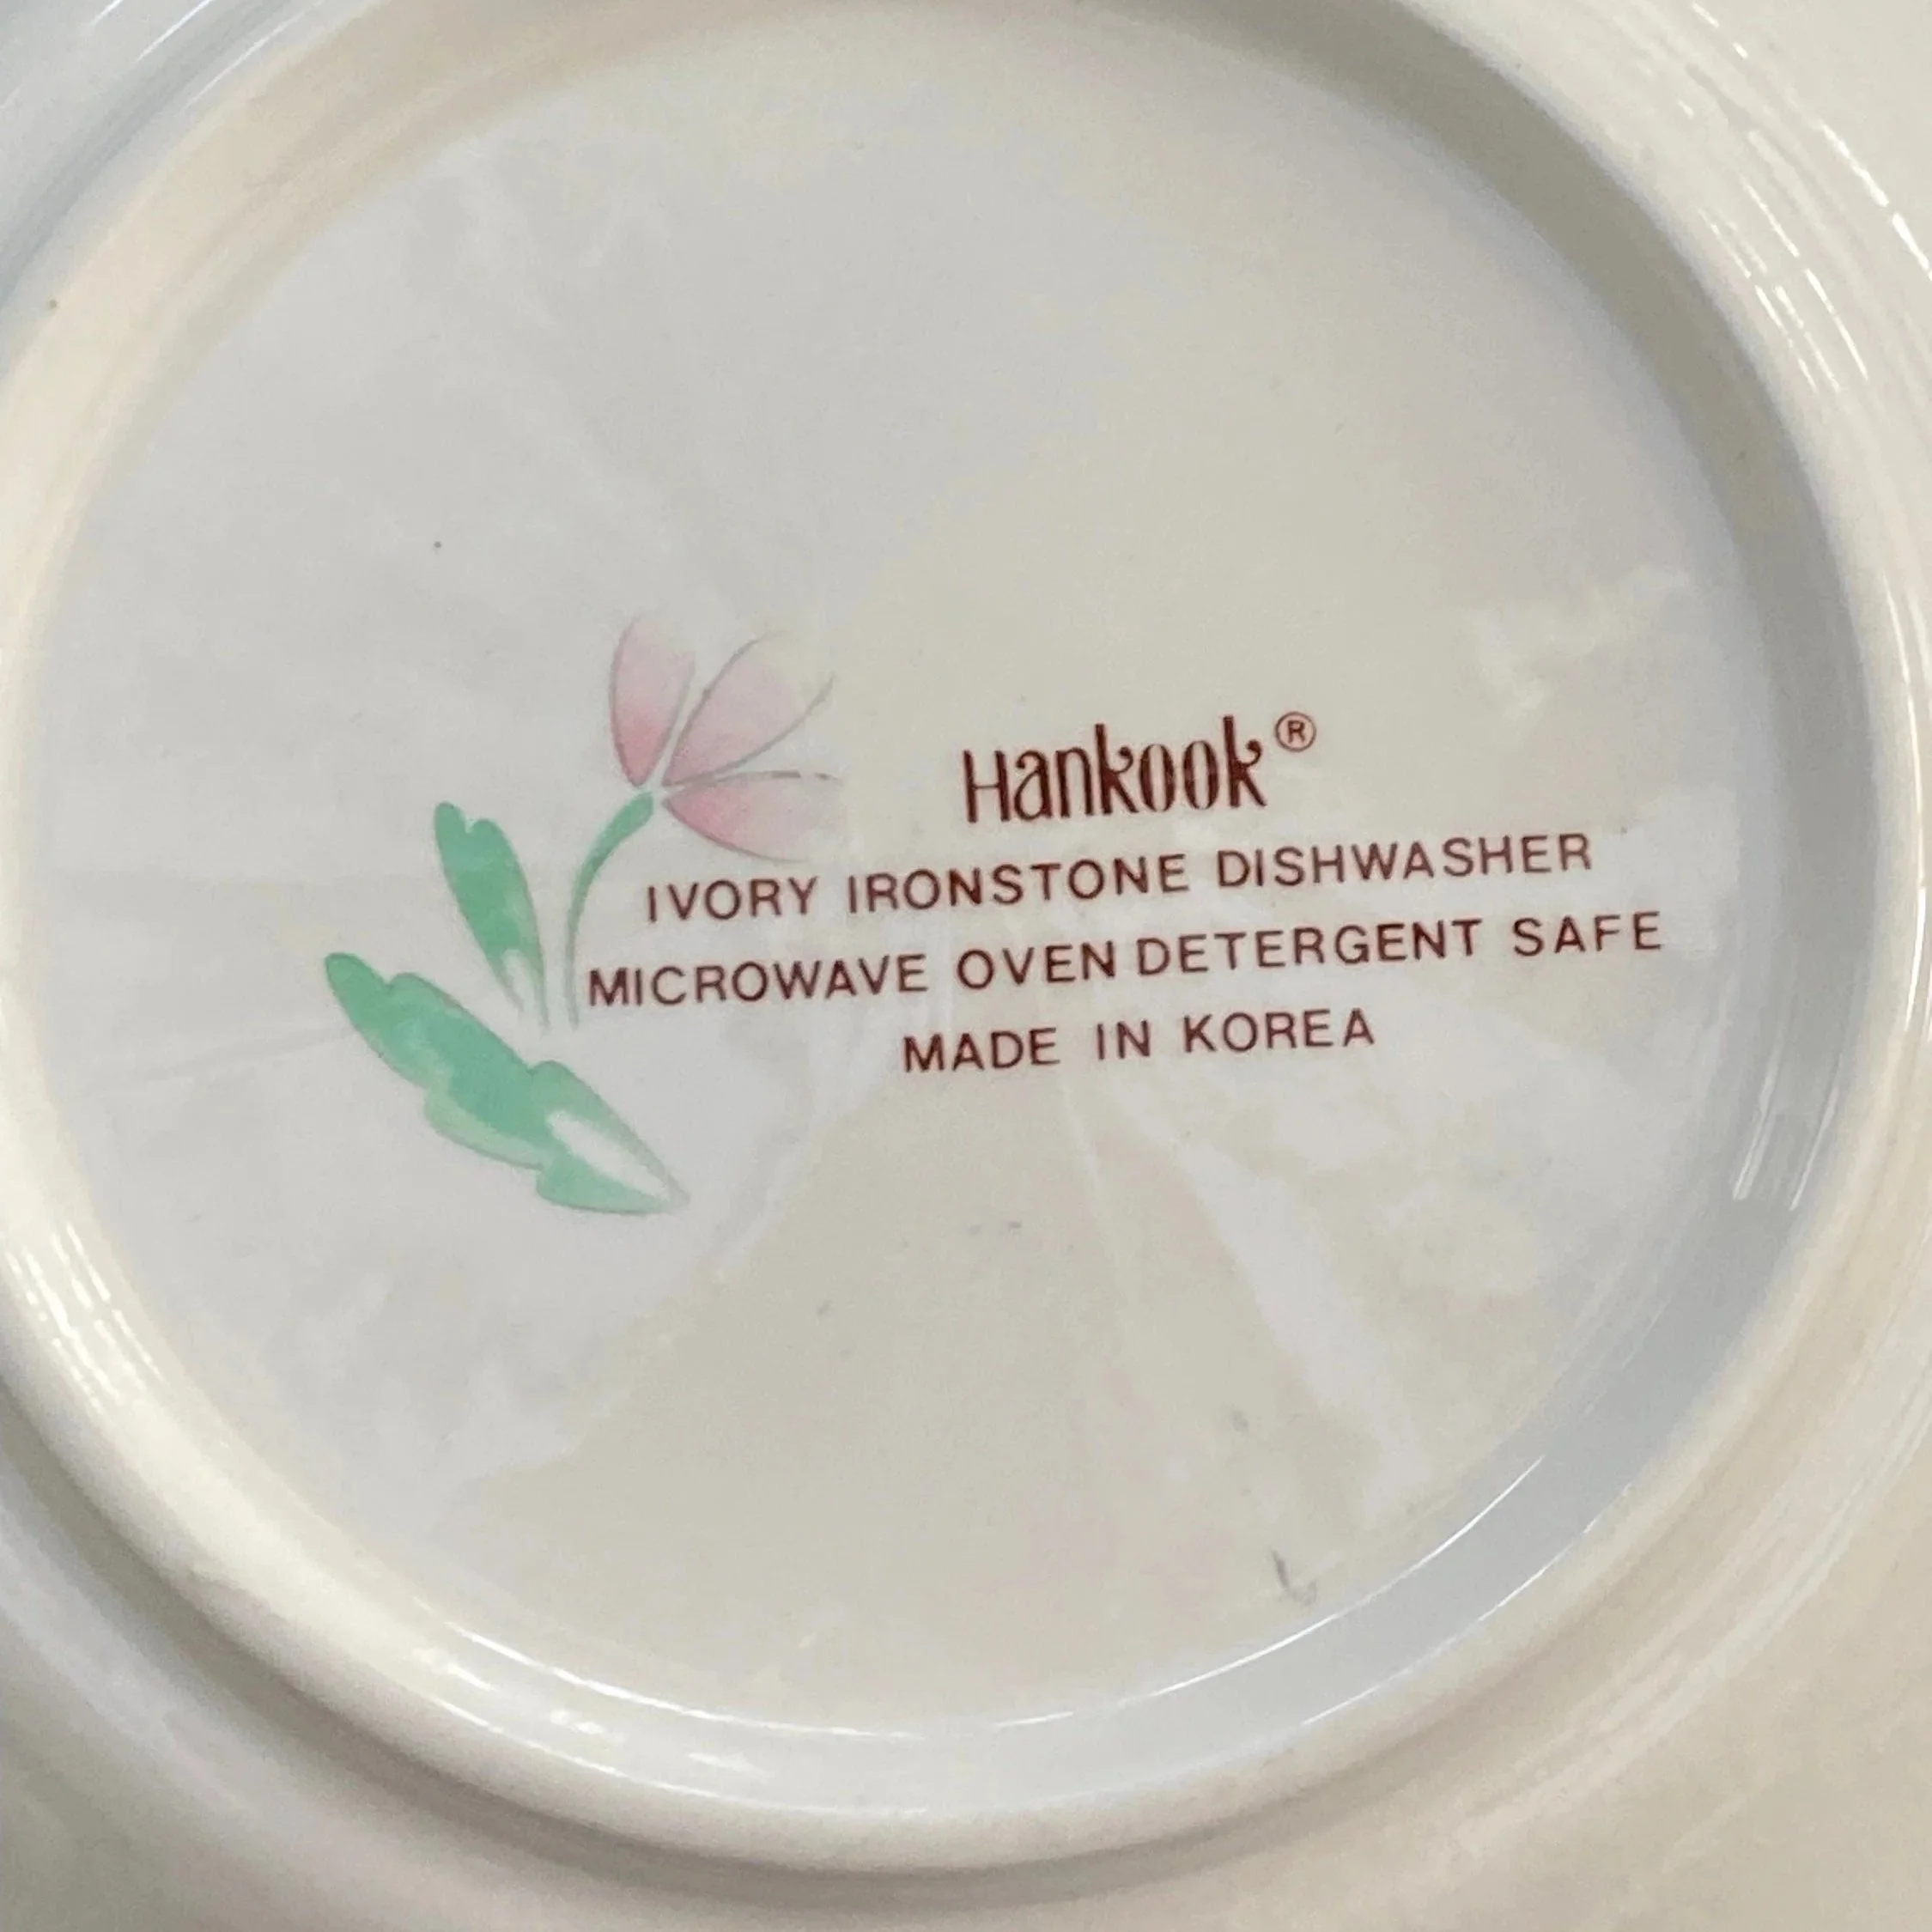 Hankook®
IVORY IRONSTONE DISHWASHER
MICROWAVE OVEN DETERGENT SAFE
MADE IN KOREA